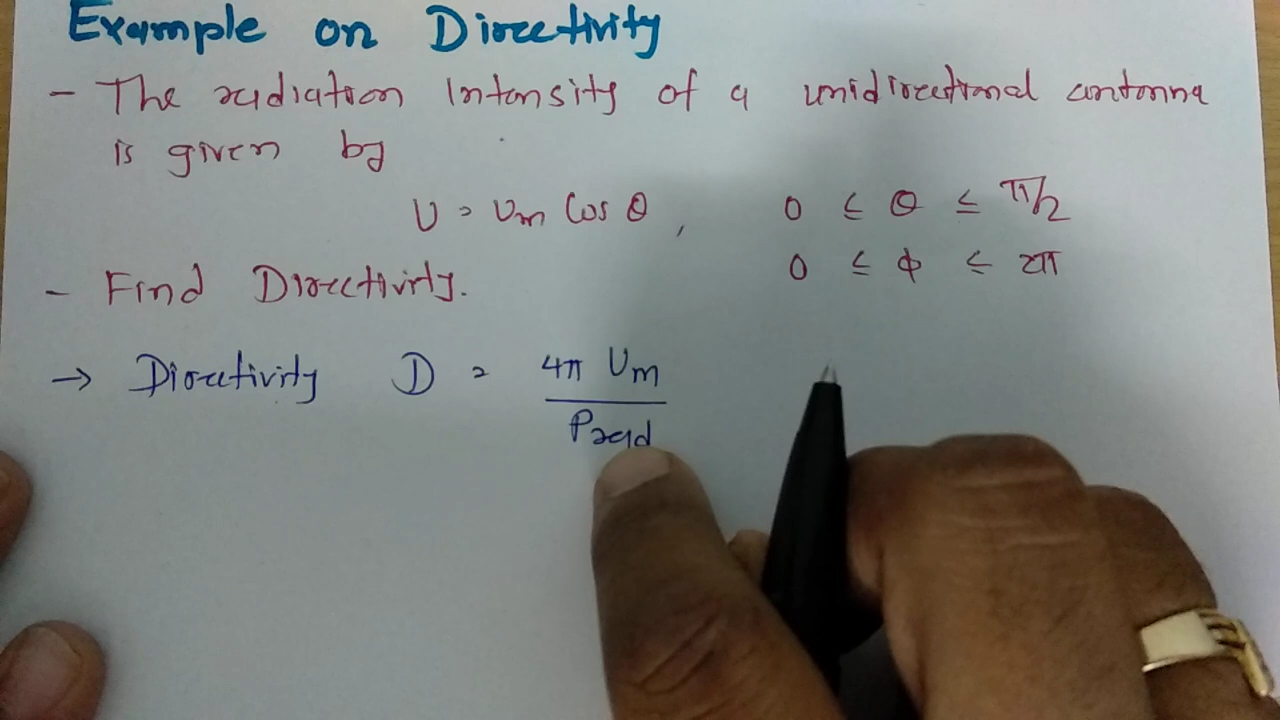 Example on Directivity
- The radiation Intensity of a unidirectional antenna
is given by
U = Um Cos θ, 0 ≤ θ ≤ π/2
0 ≤ ϕ ≤ 2π
- Find Directivity.
→ Directivity D = 4π Um
Prad